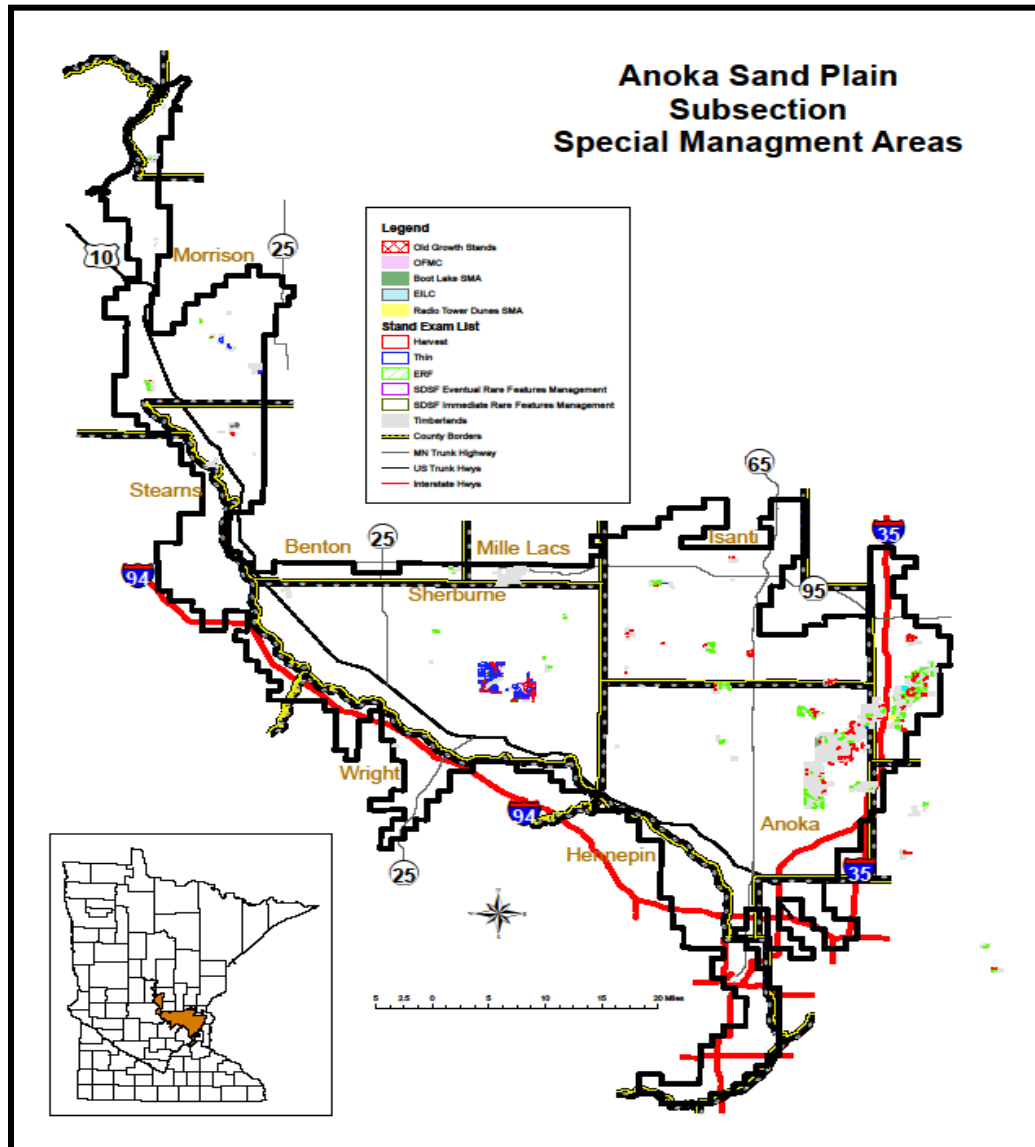 Anoka Sand Plain
Subsection
Special Managment Areas
Legend
Old Growth Stands
OFMC
Boot Lake SMA
EILC
Radio Tower Dunes SMA
Stand Exam List
Harvest
Thin
ERF
SDSF Eventual Rare Features Management
SDSF Immediate Rare Features Management
Timberlands
County Borders
MN Trunk Highway
US Trunk Hwys
Interstate Hwys
10
Morrison
25
65
Stearns
Benton
25
Mille Lacs
Isanti
35
94
Sherburne
95
Wright
94
Anoka
Hennepin
35
25
5 2.5 0 5 10 15 20 Miles